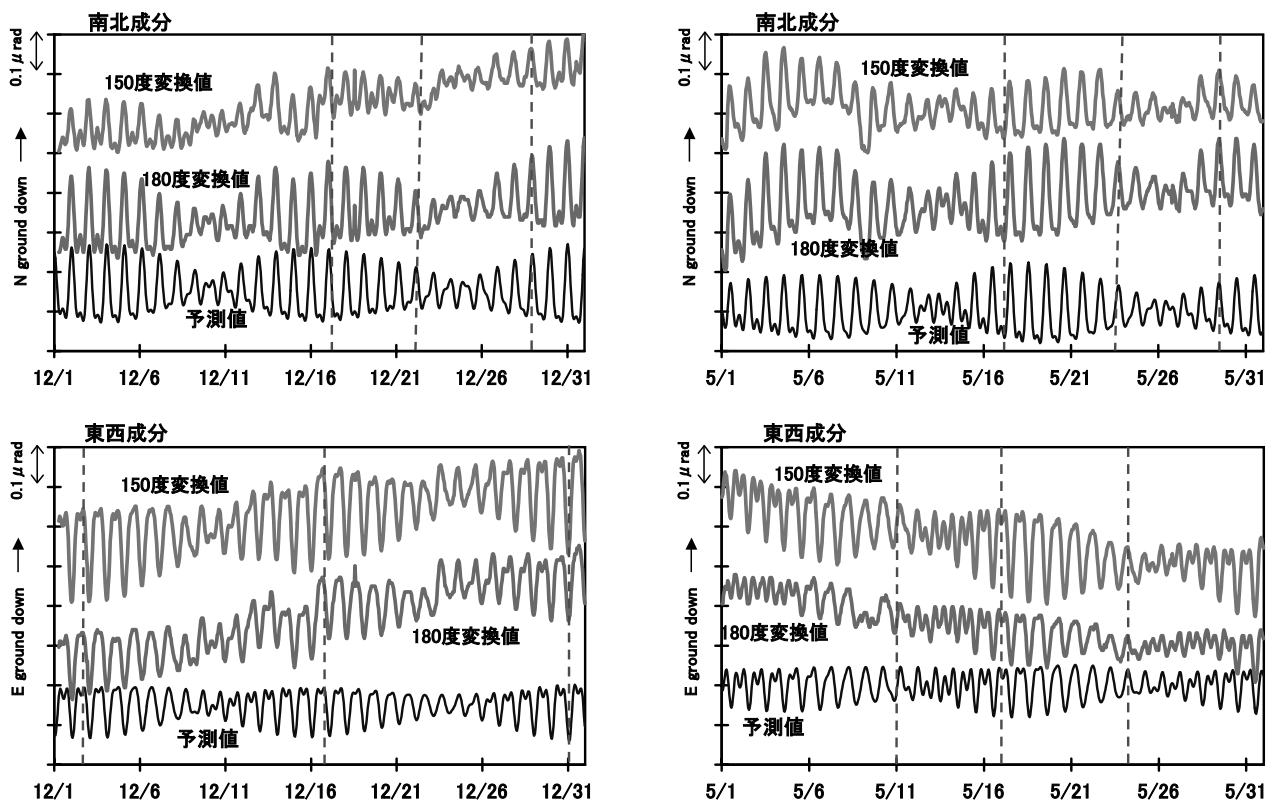 南北成分
0.1 μ rad
N ground down
150度変換値
180度変換値
予測値
12/1 12/6 12/11 12/16 12/21 12/26 12/31
南北成分
0.1 μ rad
N ground down
150度変換値
180度変換値
予測値
5/1 5/6 5/11 5/16 5/21 5/26 5/31
東西成分
0.1 μ rad
E ground down
150度変換値
180度変換値
予測値
12/1 12/6 12/11 12/16 12/21 12/26 12/31
東西成分
0.1 μ rad
E ground down
150度変換値
180度変換値
予測値
5/1 5/6 5/11 5/16 5/21 5/26 5/31